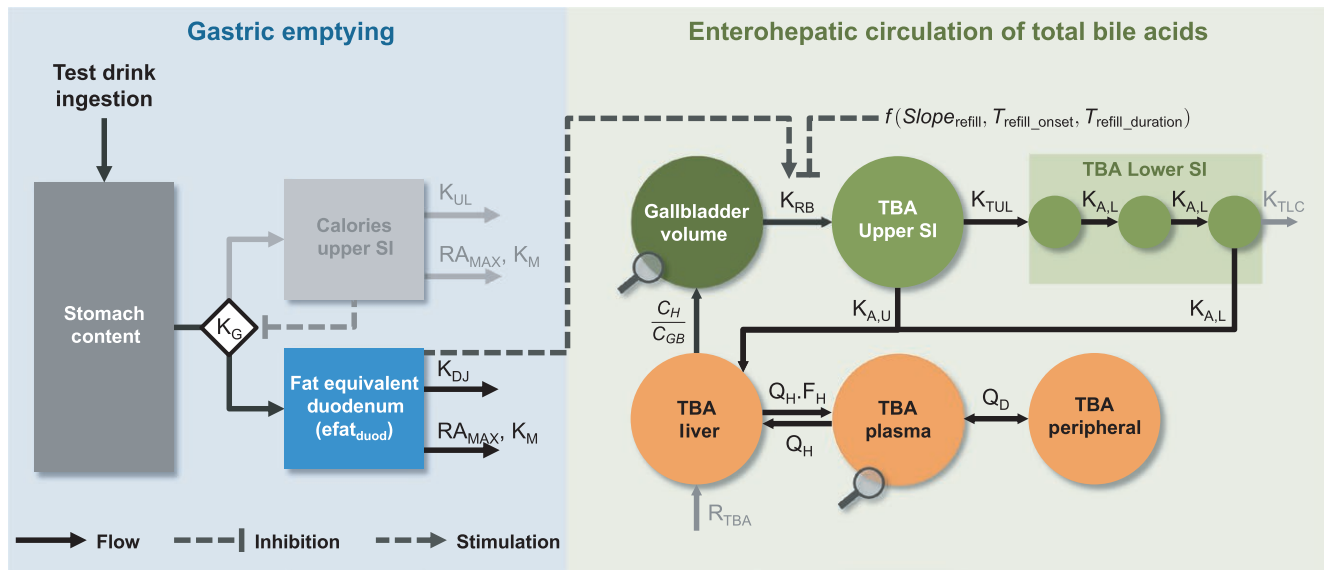 Gastric emptying
Test drink
ingestion
Stomach
content
K_G
Calories
upper SI
K_UL
RA_MAX, K_M
Fat equivalent
duodenum
(efat_duod)
K_DJ
RA_MAX, K_M
Flow
Inhibition
Stimulation
Enterohepatic circulation of total bile acids
f(Slope_refill, T_refill_onset, T_refill_duration)
Gallbladder
volume
K_RB
TBA
Upper SI
K_TUL
TBA Lower SI
K_A,L
K_A,L
K_TLC
C_H
C_GB
K_A,U
K_A,L
TBA
liver
Q_H.F_H
Q_H
TBA
plasma
Q_D
TBA
peripheral
R_TBA